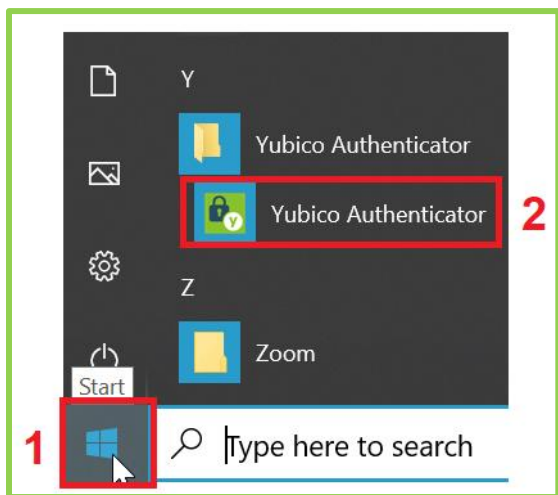 Y
Yubico Authenticator
Yubico Authenticator
2
Z
Zoom
Start
1
Type here to search